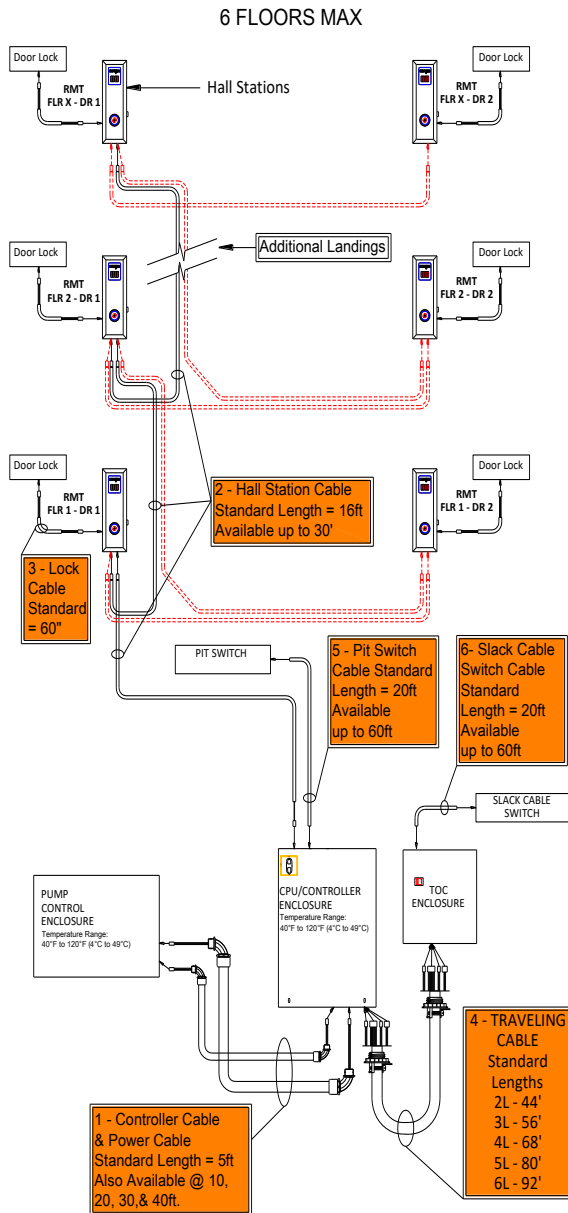 6 FLOORS MAX
Door Lock
RMT
FLR X - DR 1
Hall Stations
RMT
FLR X - DR 2
Door Lock
Additional Landings
Door Lock
RMT
FLR 2 - DR 1
RMT
FLR 2 - DR 2
Door Lock
Door Lock
RMT
FLR 1 - DR 1
2 - Hall Station Cable
Standard Length = 16ft
Available up to 30'
RMT
FLR 1 - DR 2
Door Lock
3 - Lock
Cable
Standard
= 60"
PIT SWITCH
5 - Pit Switch
Cable Standard
Length = 20ft
Available
up to 60ft
6- Slack Cable
Switch Cable
Standard
Length = 20ft
Available
up to 60ft
SLACK CABLE
SWITCH
PUMP
CONTROL
ENCLOSURE
Temperature Range:
40°F to 120°F (4°C to 49°C)
CPU/CONTROLLER
ENCLOSURE
Temperature Range:
40°F to 120°F (4°C to 49°C)
TOC
ENCLOSURE
1 - Controller Cable
& Power Cable
Standard Length = 5ft
Also Available @ 10,
20, 30,& 40ft.
4 - TRAVELING
CABLE
Standard
Lengths
2L - 44'
3L - 56'
4L - 68'
5L - 80'
6L - 92'